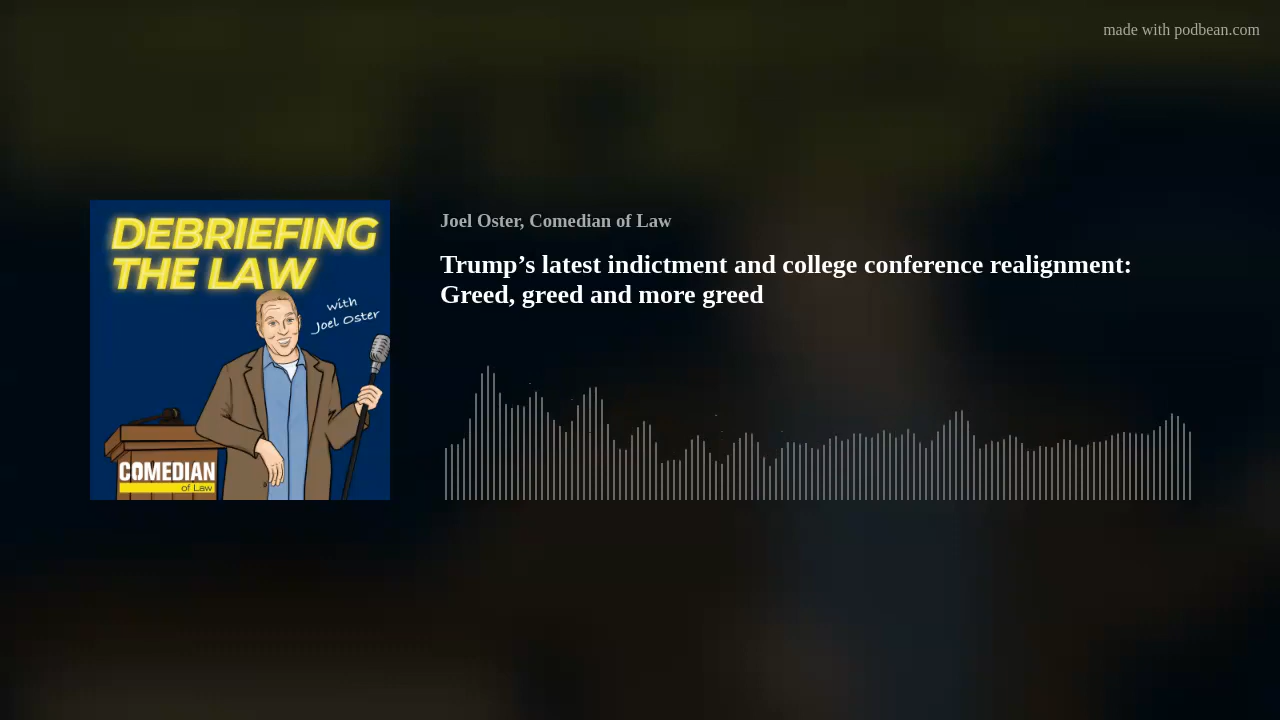 made with podbean.com
DEBRIEFING
THE LAW
with
Joel Oster
COMEDIAN
of Law
Joel Oster, Comedian of Law
Trump’s latest indictment and college conference realignment:
Greed, greed and more greed